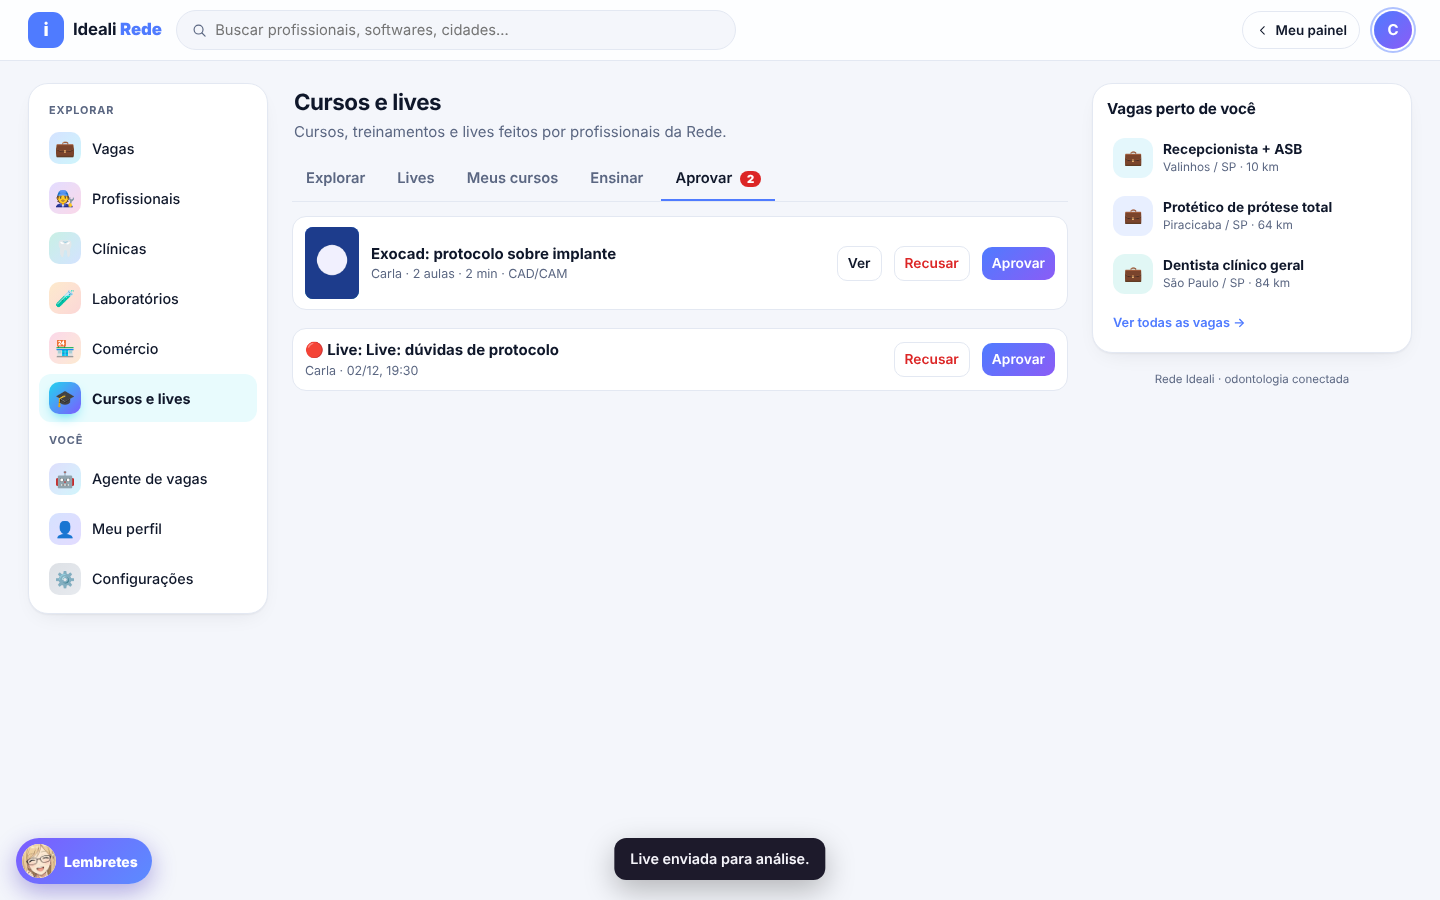 i
Ideali Rede
Buscar profissionais, softwares, cidades...
Meu painel
C
EXPLORAR
Vagas
Profissionais
Clínicas
Laboratórios
Comércio
Cursos e lives
VOCÊ
Agente de vagas
Meu perfil
Configurações
Cursos e lives
Cursos, treinamentos e lives feitos por profissionais da Rede.
Explorar
Lives
Meus cursos
Ensinar
Aprovar 2
Exocad: protocolo sobre implante
Carla · 2 aulas · 2 min · CAD/CAM
Ver
Recusar
Aprovar
Live: Live: dúvidas de protocolo
Carla · 02/12, 19:30
Recusar
Aprovar
Vagas perto de você
Recepcionista + ASB
Valinhos / SP · 10 km
Protético de prótese total
Piracicaba / SP · 64 km
Dentista clínico geral
São Paulo / SP · 84 km
Ver todas as vagas →
Rede Ideali · odontologia conectada
Lembretes
Live enviada para análise.